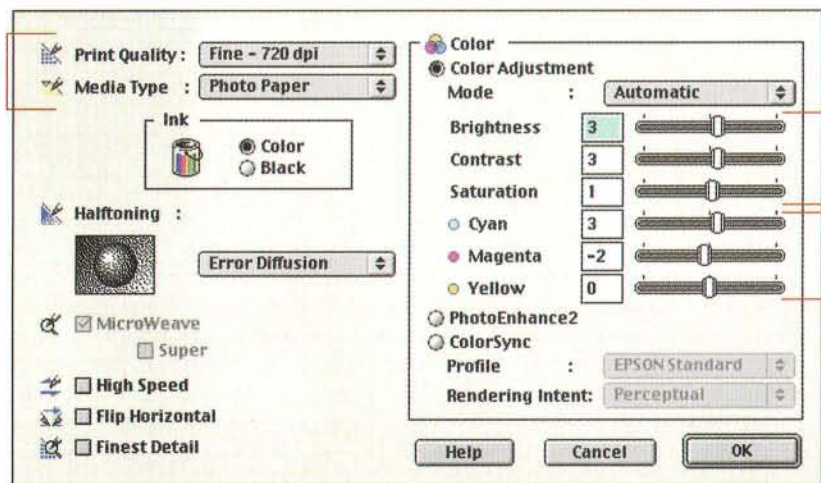 Print Quality : Fine - 720 dpi
Media Type : Photo Paper
Ink
Color
Black
Halftoning :
Error Diffusion
MicroWeave
Super
High Speed
Flip Horizontal
Finest Detail
Color
Color Adjustment
Mode : Automatic
Brightness 3
Contrast 3
Saturation 1
Cyan 3
Magenta -2
Yellow 0
PhotoEnhance2
ColorSync
Profile : EPSON Standard
Rendering Intent: Perceptual
Help Cancel OK